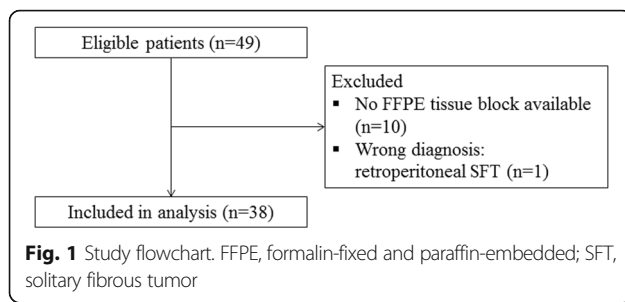 Eligible patients (n=49)
Excluded
▪ No FFPE tissue block available
(n=10)
▪ Wrong diagnosis:
retroperitoneal SFT (n=1)
Included in analysis (n=38)
Fig. 1 Study flowchart. FFPE, formalin-fixed and paraffin-embedded; SFT,
solitary fibrous tumor